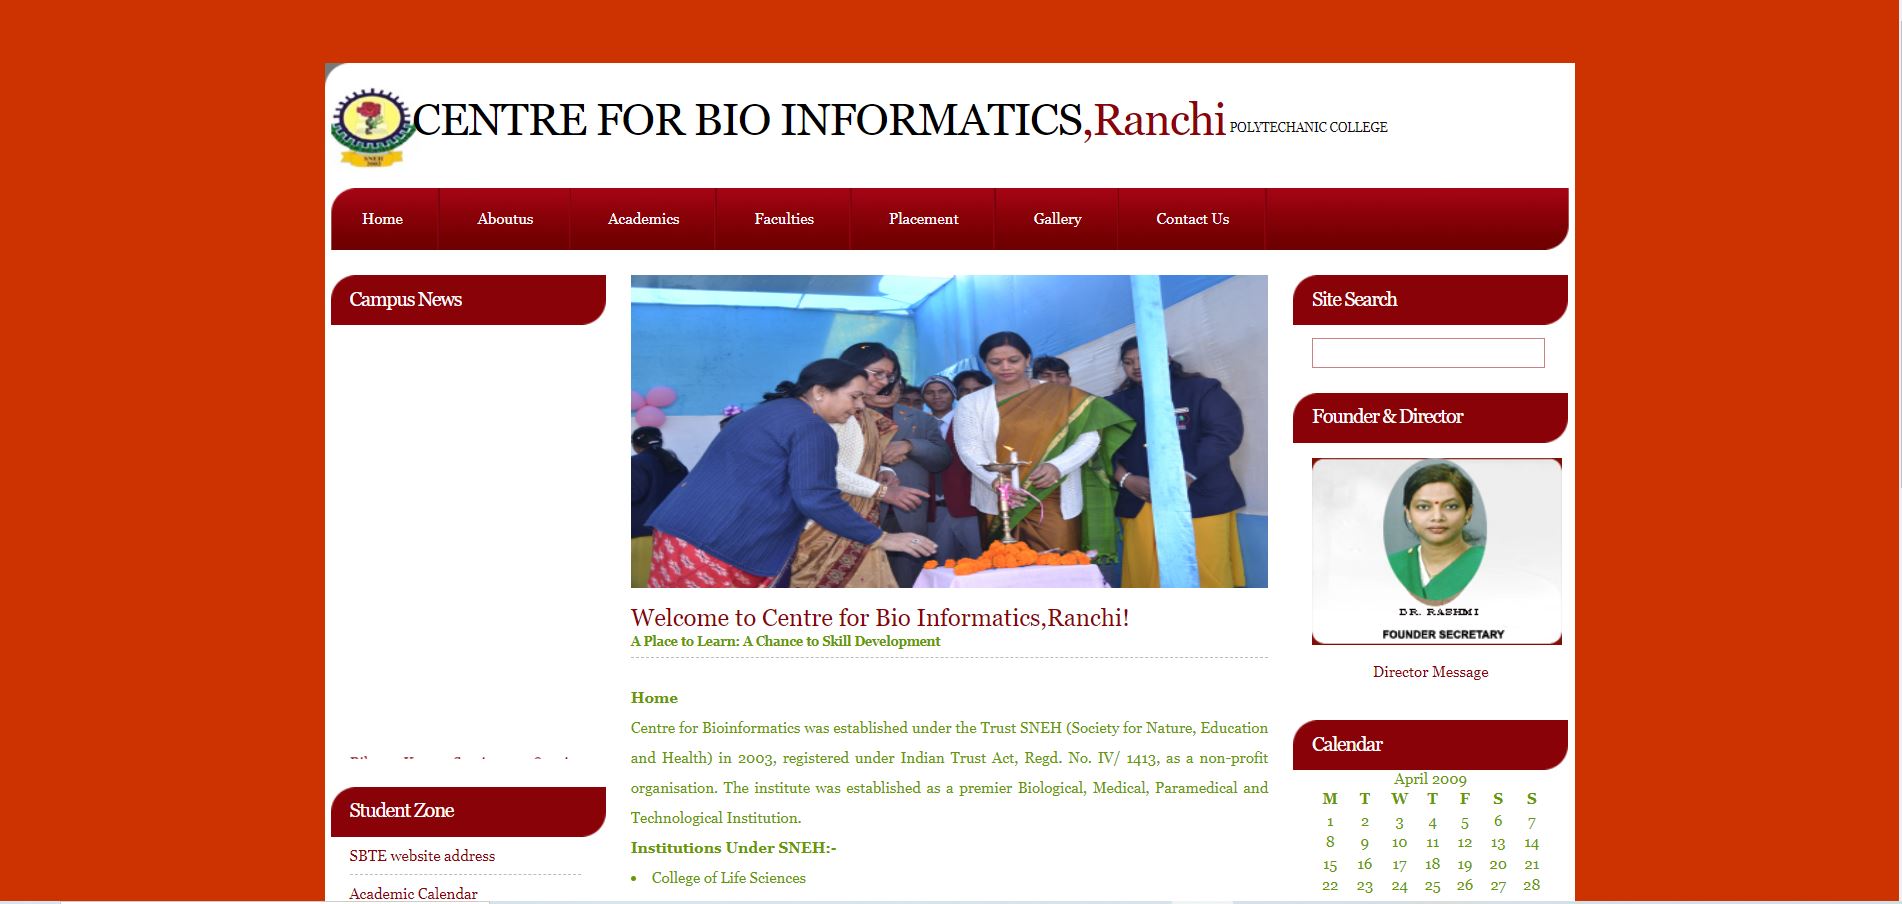 SNEH
2002
CENTRE FOR BIO INFORMATICS,Ranchi POLYTECHANIC COLLEGE
Home Aboutus Academics Faculties Placement Gallery Contact Us
Campus News
Student Zone
SBTE website address
Academic Calendar
Welcome to Centre for Bio Informatics,Ranchi!
A Place to Learn: A Chance to Skill Development
Home
Centre for Bioinformatics was established under the Trust SNEH (Society for Nature, Education
and Health) in 2003, registered under Indian Trust Act, Regd. No. IV/ 1413, as a non-profit
organisation. The institute was established as a premier Biological, Medical, Paramedical and
Technological Institution.
Institutions Under SNEH:-
• College of Life Sciences
Site Search
Founder & Director
DR. RASHMI
FOUNDER SECRETARY
Director Message
Calendar
April 2009
M T W T F S S
1 2 3 4 5 6 7
8 9 10 11 12 13 14
15 16 17 18 19 20 21
22 23 24 25 26 27 28